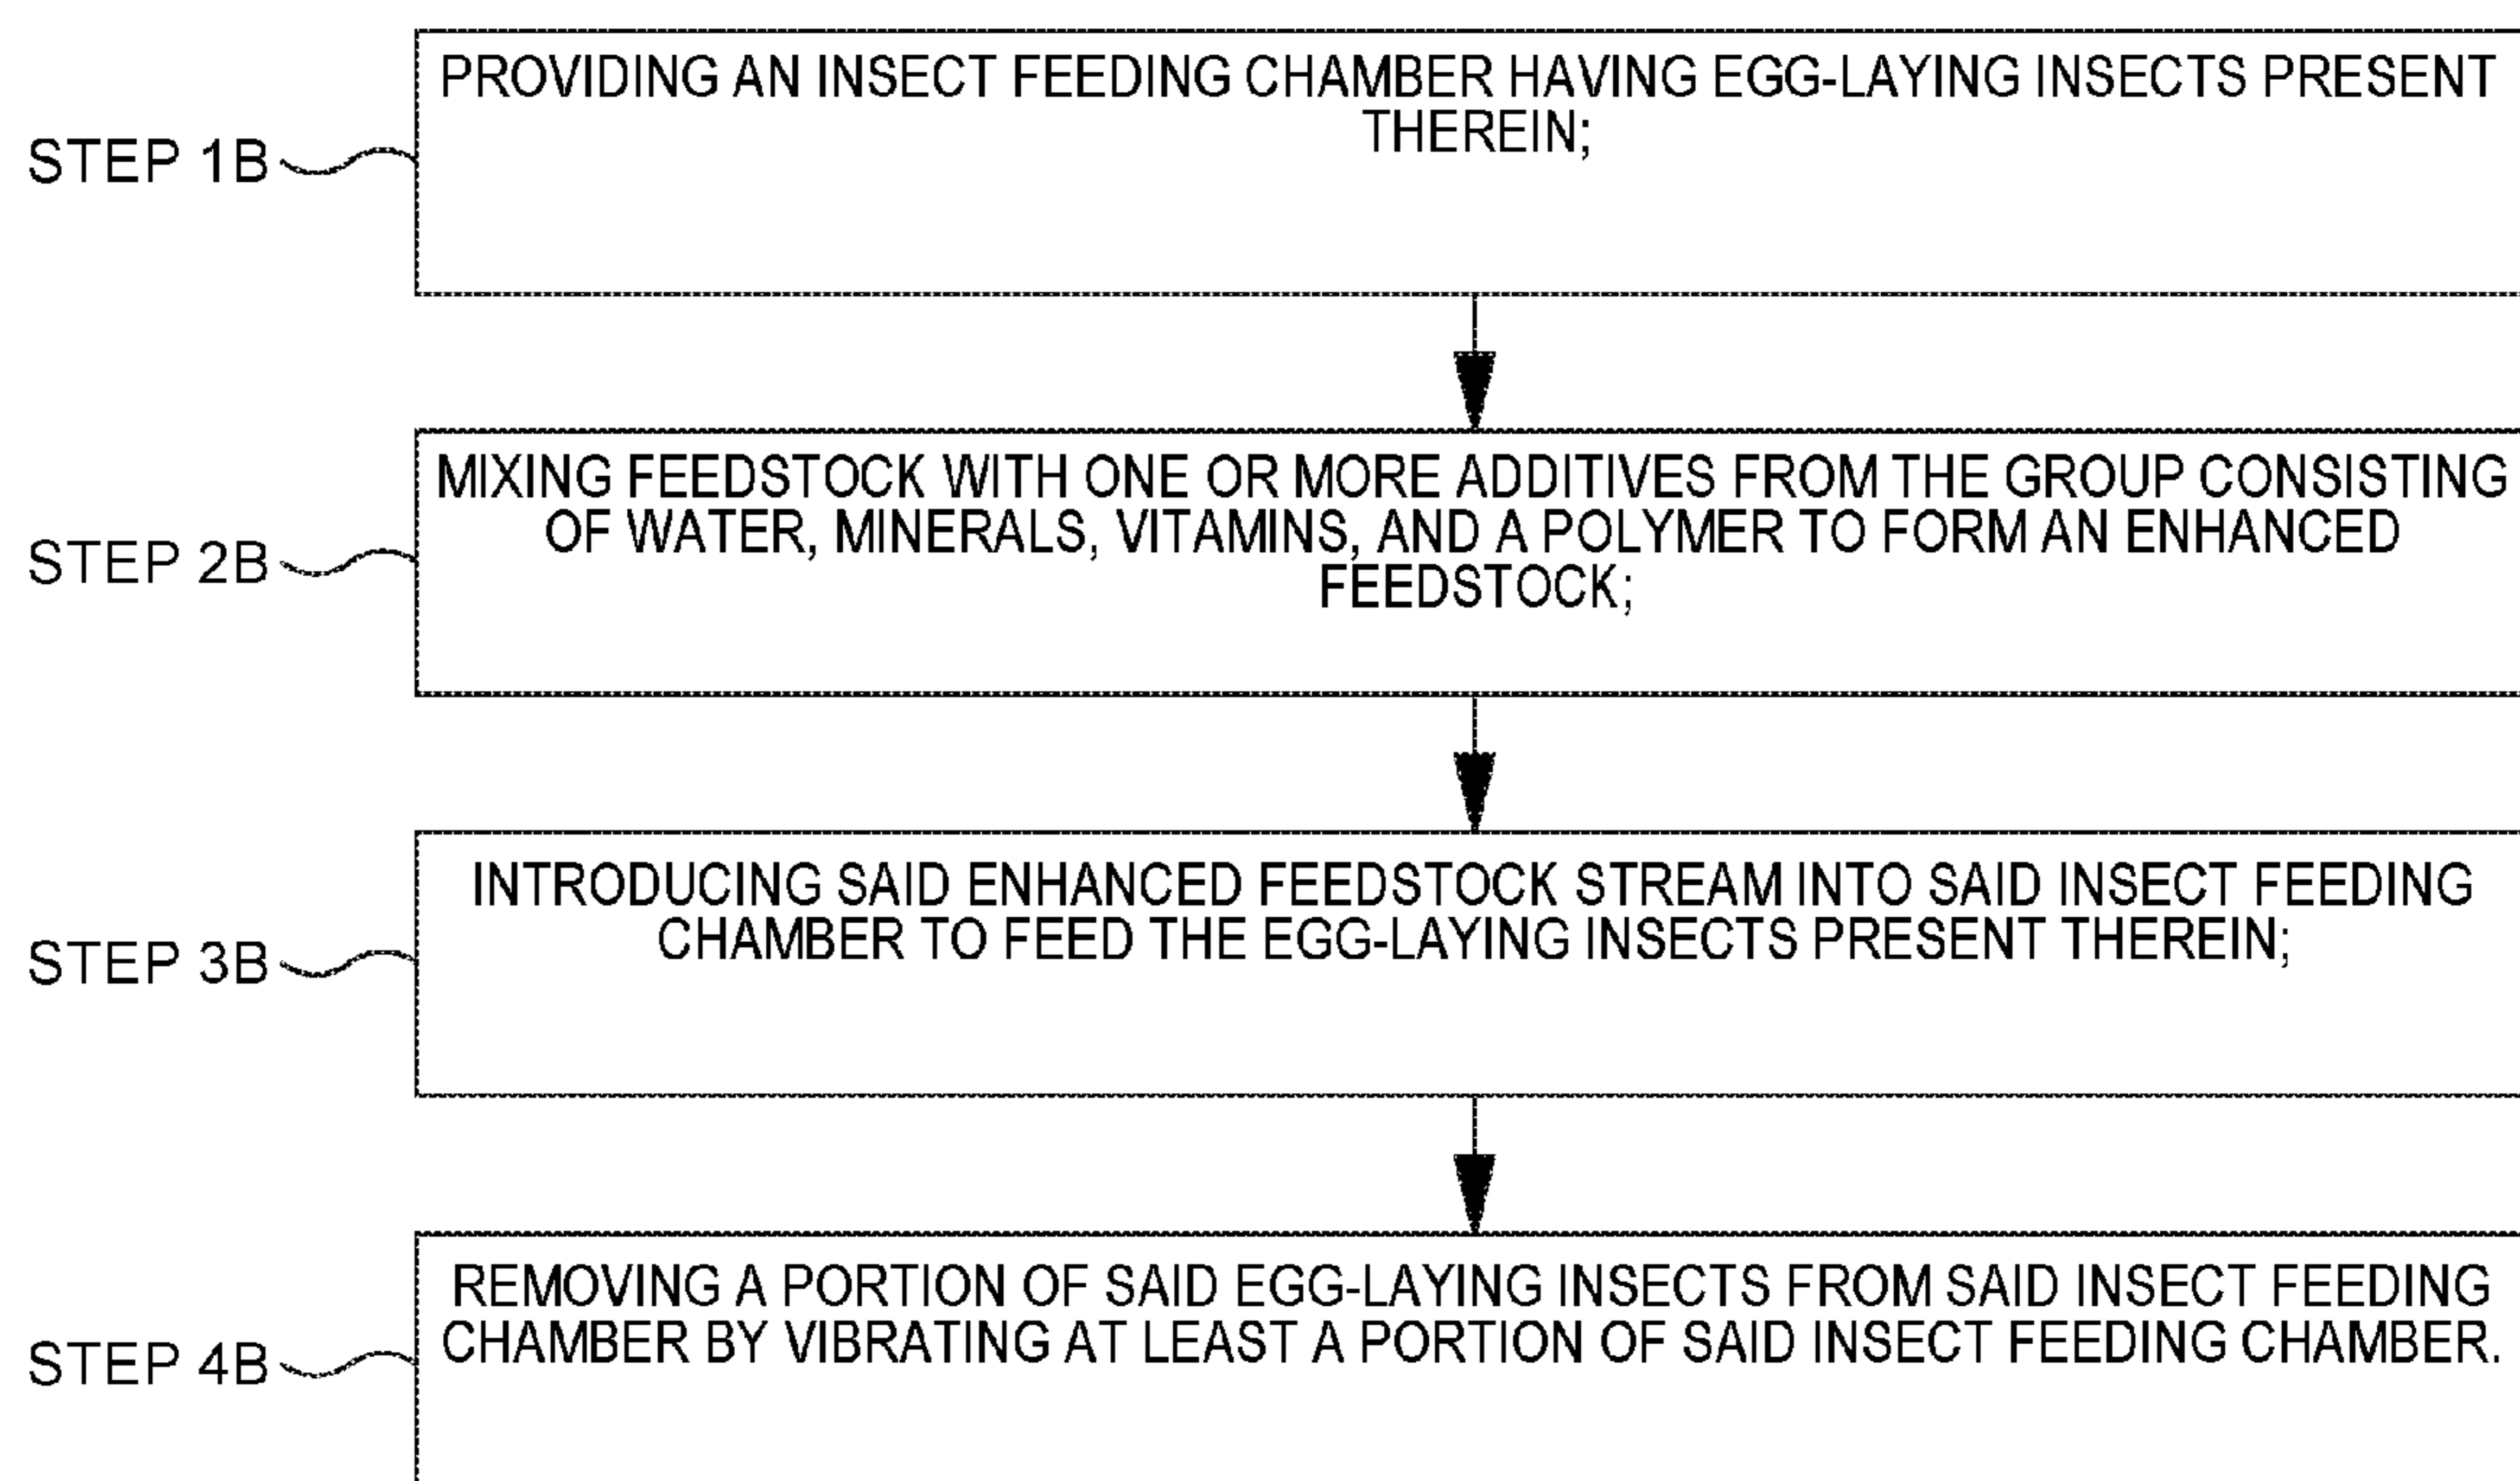 PROVIDING AN INSECT FEEDING CHAMBER HAVING EGG-LAYING INSECTS PRESENT
THEREIN;
STEP 1B
MIXING FEEDSTOCK WITH ONE OR MORE ADDITIVES FROM THE GROUP CONSISTING
OF WATER, MINERALS, VITAMINS, AND A POLYMER TO FORM AN ENHANCED
FEEDSTOCK;
STEP 2B
INTRODUCING SAID ENHANCED FEEDSTOCK STREAM INTO SAID INSECT FEEDING
CHAMBER TO FEED THE EGG-LAYING INSECTS PRESENT THEREIN;
STEP 3B
REMOVING A PORTION OF SAID EGG-LAYING INSECTS FROM SAID INSECT FEEDING
CHAMBER BY VIBRATING AT LEAST A PORTION OF SAID INSECT FEEDING CHAMBER.
STEP 4B